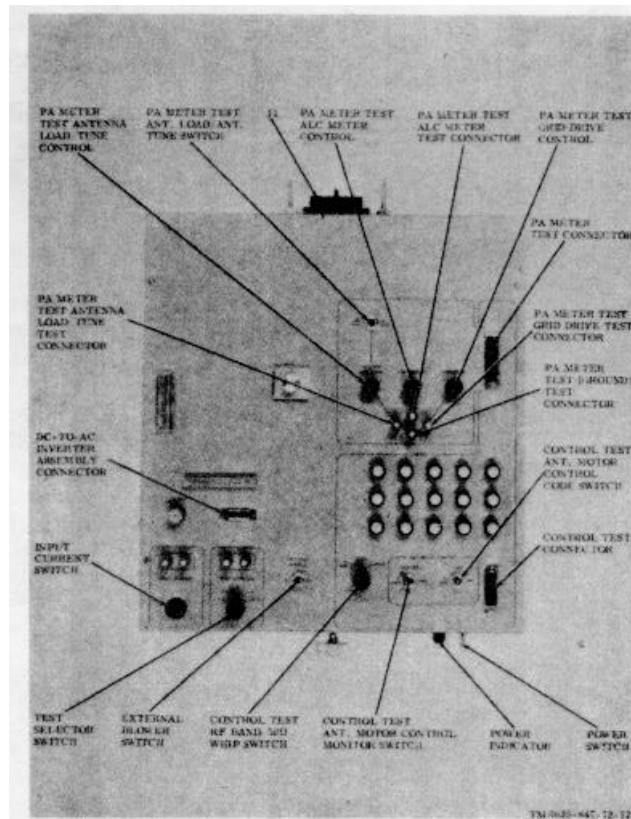 PA METER
TEST ANTENNA
LOAD TUNE
CONTROL
PA METER TEST
ANT. LOAD/ANT.
TUNE SWITCH
PA METER TEST
ALC METER
CONTROL
PA METER TEST
ALC METER
TEST CONNECTOR
PA METER TEST
GRID DRIVE
CONTROL
PA METER
TEST CONNECTOR
PA METER
TEST ANTENNA
LOAD TUNE
TEST
CONNECTOR
PA METER TEST
GRID DRIVE TEST
CONNECTOR
PA METER
TEST GROUND
TEST
CONNECTOR
DC-TO-AC
INVERTER
ASSEMBLY
CONNECTOR
CONTROL TEST
ANT. MOTOR
CONTROL
CODE SWITCH
INPUT
CURRENT
SWITCH
CONTROL TEST
CONNECTOR
TEST
SELECTOR
SWITCH
EXTERNAL
BLOWER
SWITCH
CONTROL TEST
RF BAND AND
WHIP SWITCH
CONTROL TEST
ANT. MOTOR CONTROL
MONITOR SWITCH
POWER
INDICATOR
POWER
SWITCH